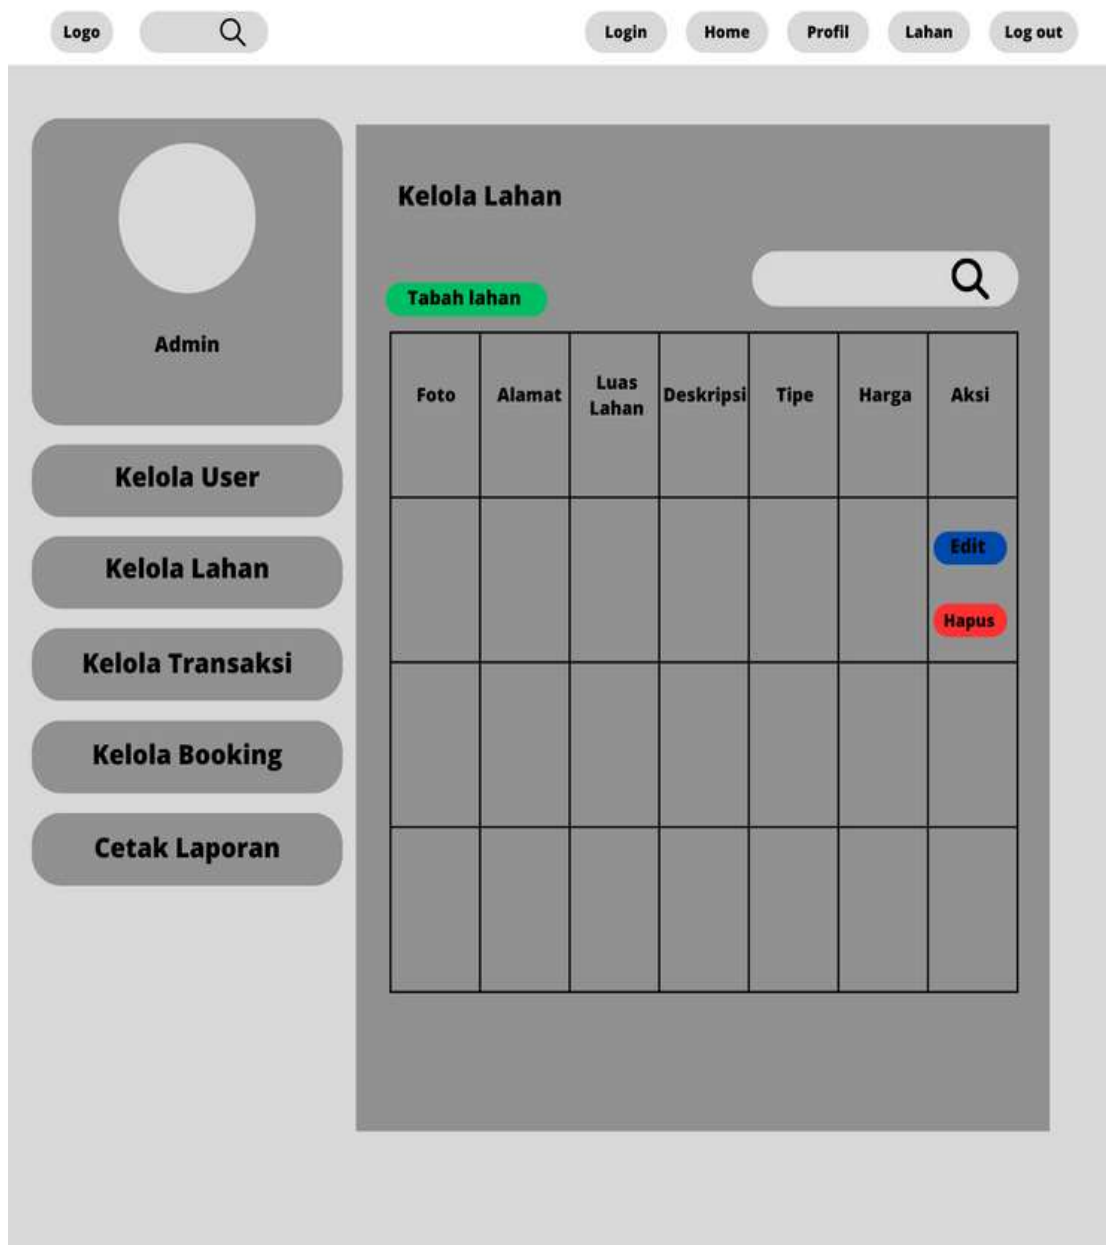 Logo
Login
Home
Profil
Lahan
Log out
Admin
Kelola User
Kelola Lahan
Kelola Transaksi
Kelola Booking
Cetak Laporan
Kelola Lahan
Tabah lahan
Foto
Alamat
Luas
Lahan
Deskripsi
Tipe
Harga
Aksi
Edit
Hapus